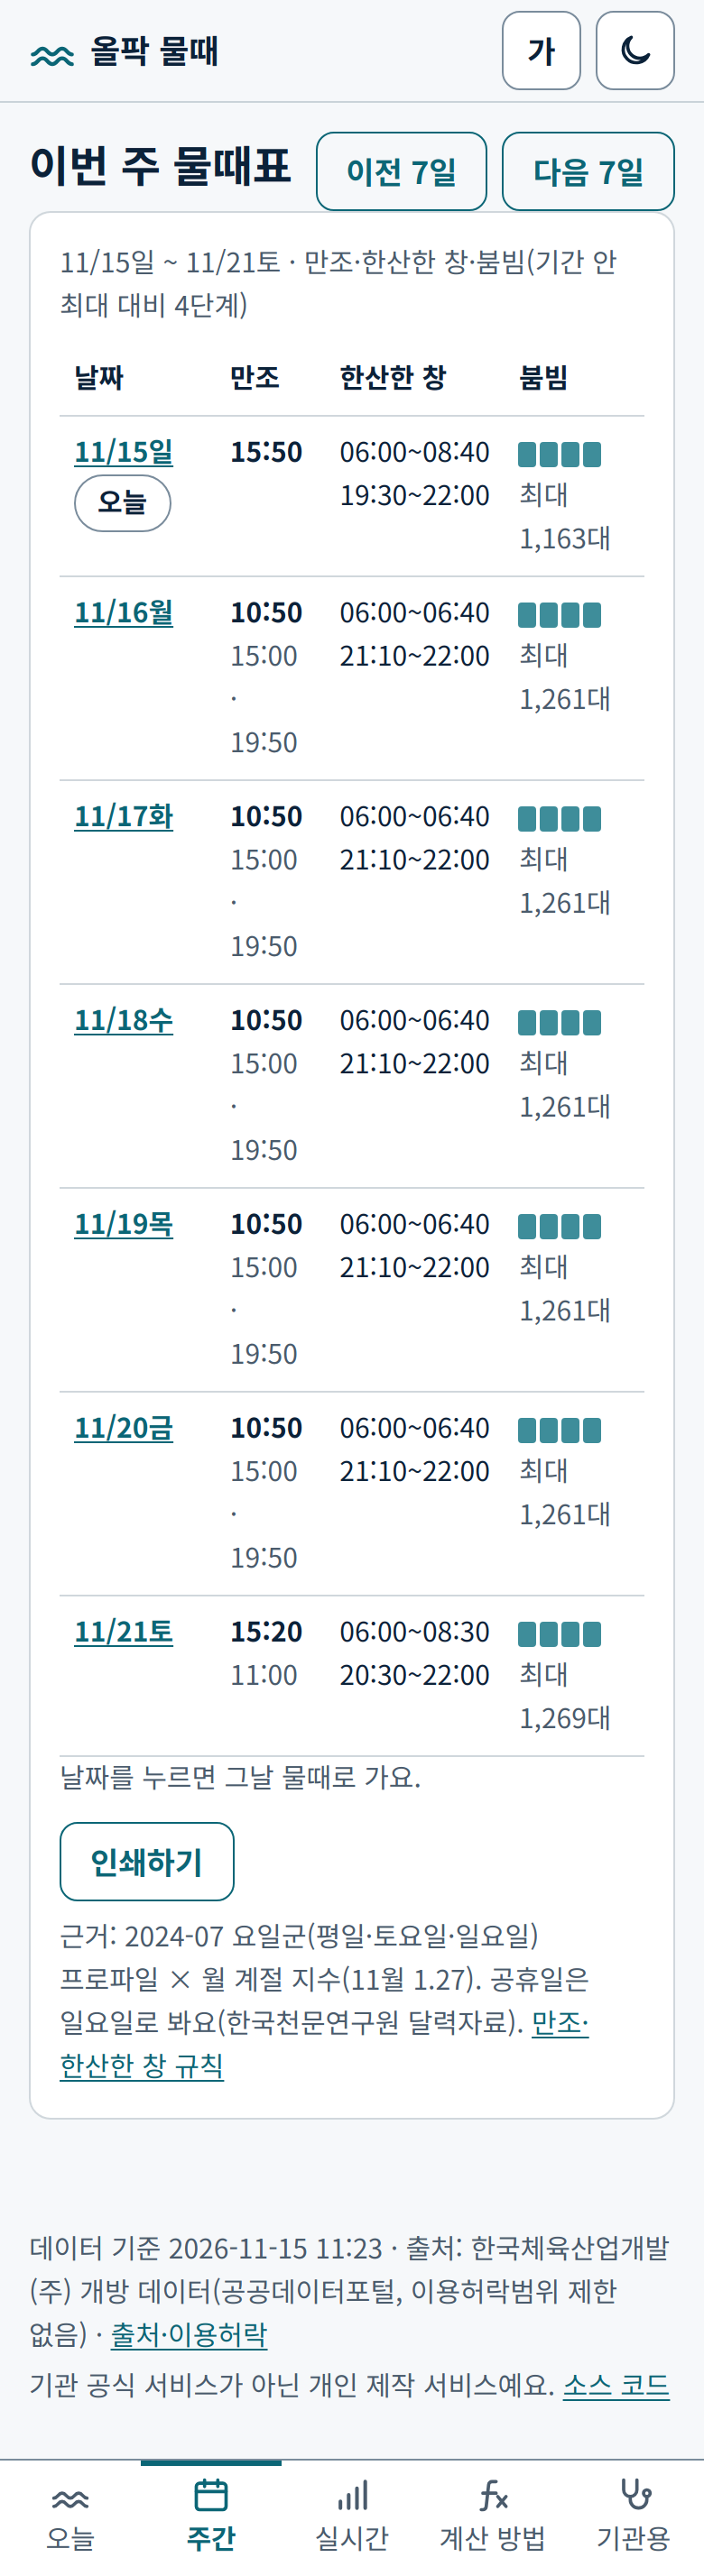 올팍 물때
가
이번 주 물때표
이전 7일
다음 7일
11/15일 ~ 11/21토 · 만조·한산한 창·붐빔(기간 안
최대 대비 4단계)
날짜 만조 한산한 창 붐빔
11/15일 15:50 06:00~08:40
오늘 19:30~22:00 최대
1,163대
11/16월 10:50 06:00~06:40
15:00 21:10~22:00 최대
· 1,261대
19:50
11/17화 10:50 06:00~06:40
15:00 21:10~22:00 최대
· 1,261대
19:50
11/18수 10:50 06:00~06:40
15:00 21:10~22:00 최대
· 1,261대
19:50
11/19목 10:50 06:00~06:40
15:00 21:10~22:00 최대
· 1,261대
19:50
11/20금 10:50 06:00~06:40
15:00 21:10~22:00 최대
· 1,261대
19:50
11/21토 15:20 06:00~08:30
11:00 20:30~22:00 최대
1,269대
날짜를 누르면 그날 물때로 가요.
인쇄하기
근거: 2024-07 요일군(평일·토요일·일요일)
프로파일 × 월 계절 지수(11월 1.27). 공휴일은
일요일로 봐요(한국천문연구원 달력자료). 만조·
한산한 창 규칙
데이터 기준 2026-11-15 11:23 · 출처: 한국체육산업개발
(주) 개방 데이터(공공데이터포털, 이용허락범위 제한
없음) · 출처·이용허락
기관 공식 서비스가 아닌 개인 제작 서비스예요. 소스 코드
오늘 주간 실시간 계산 방법 기관용